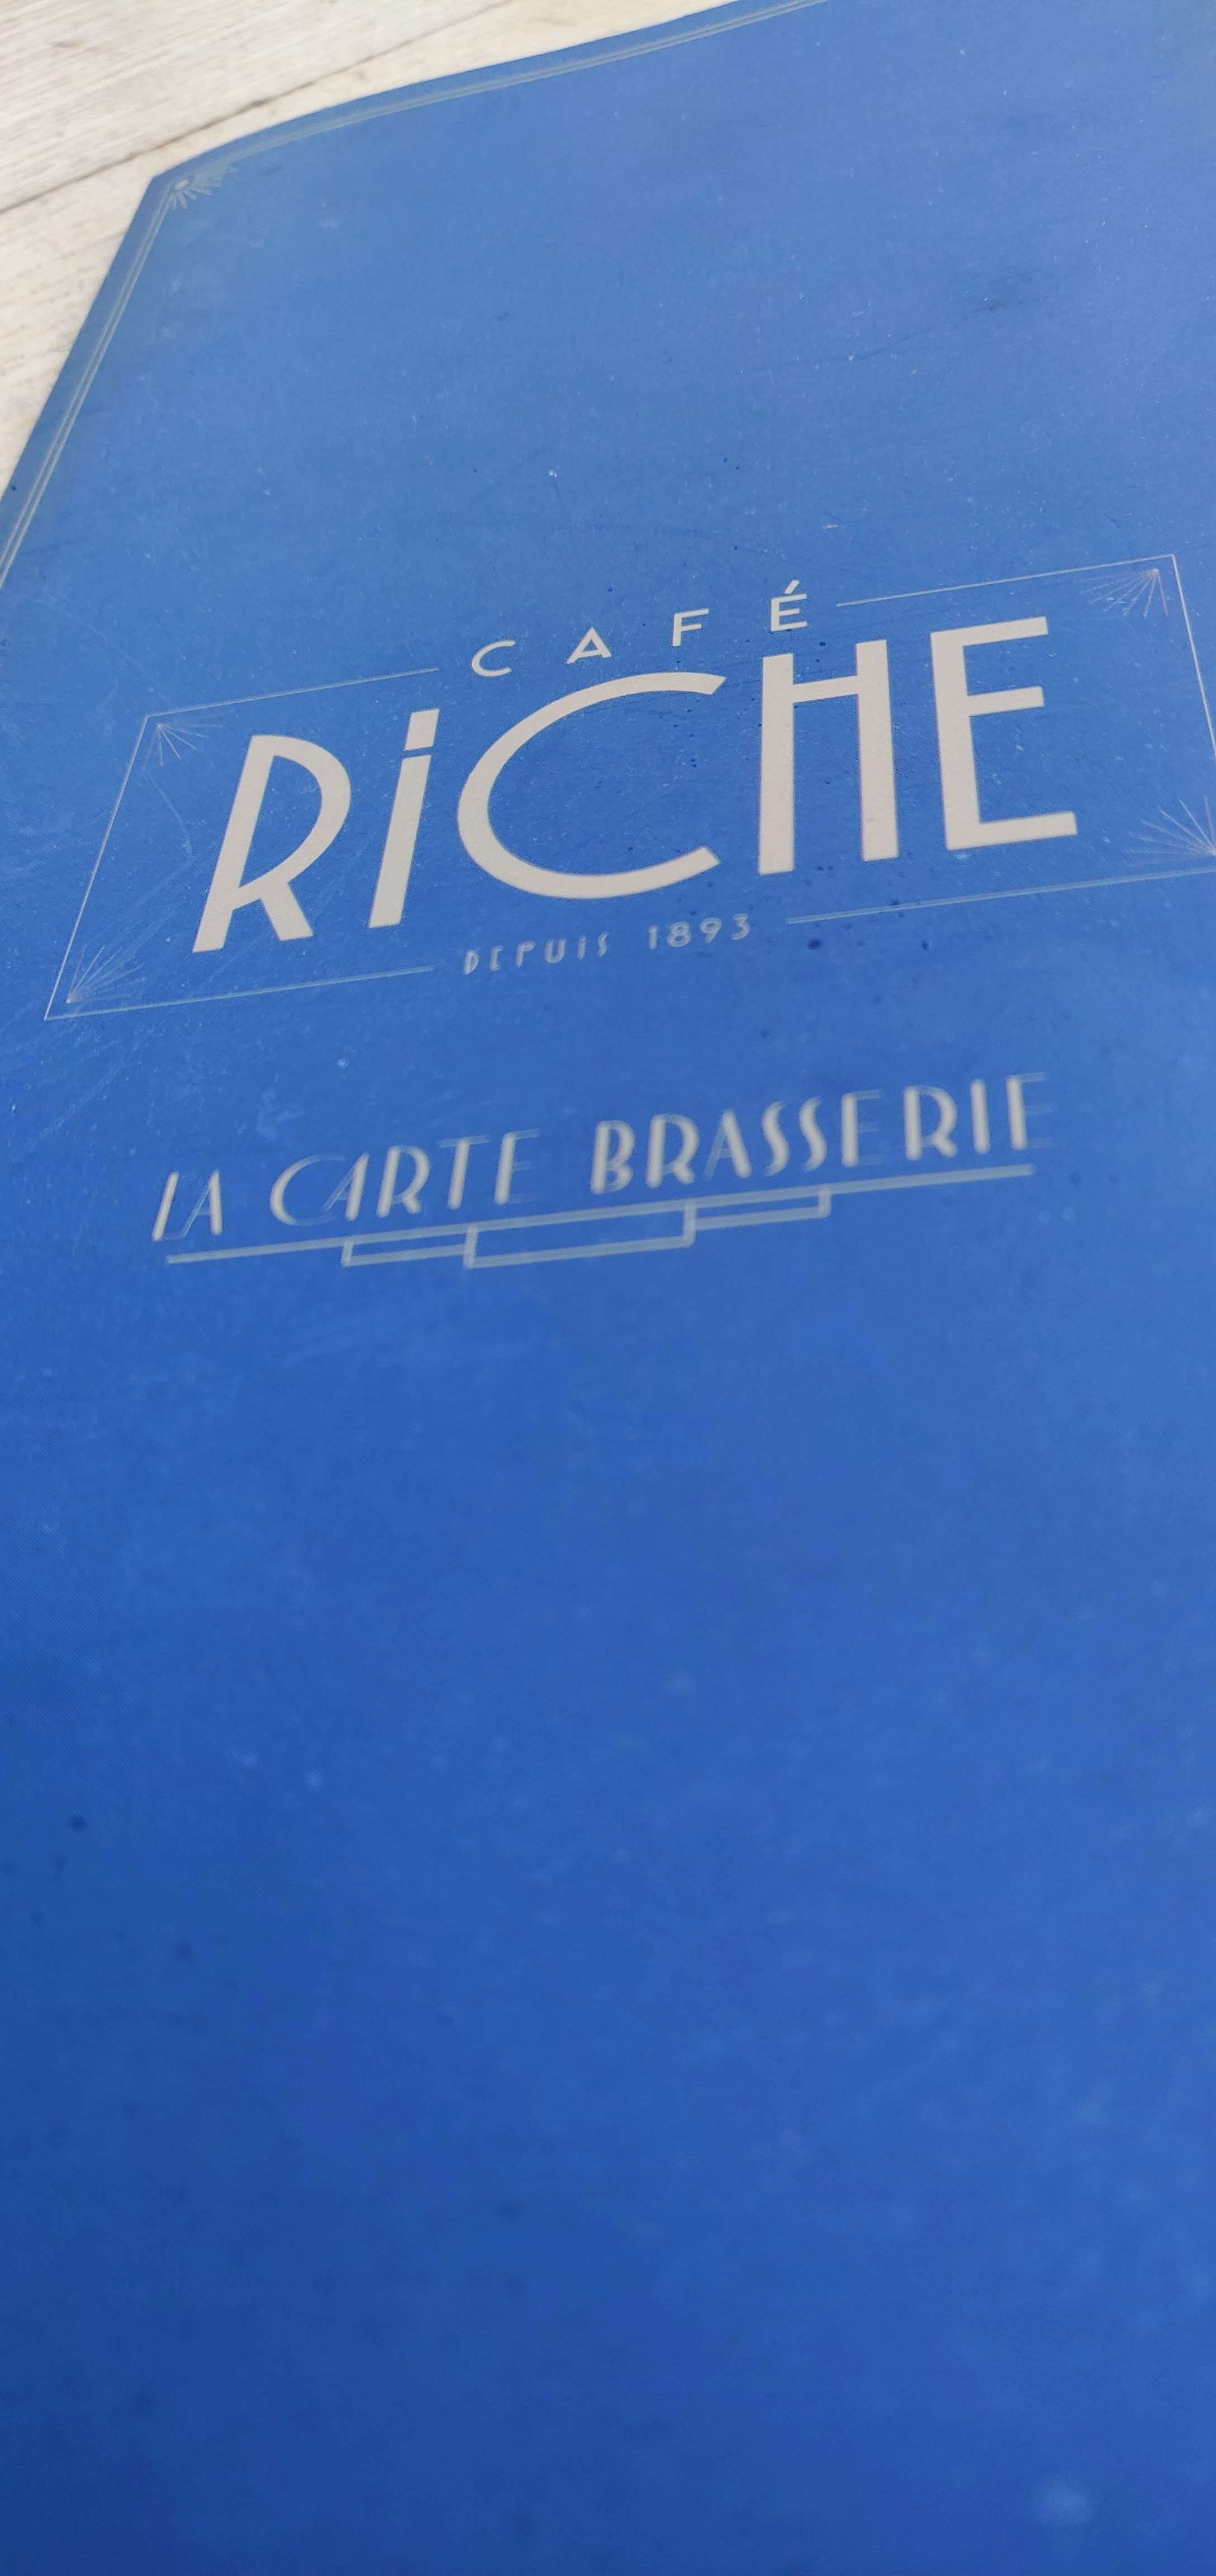 CAFÉ
RiCHE
DEPUiS 1893
LA CARTE BRASSERIE